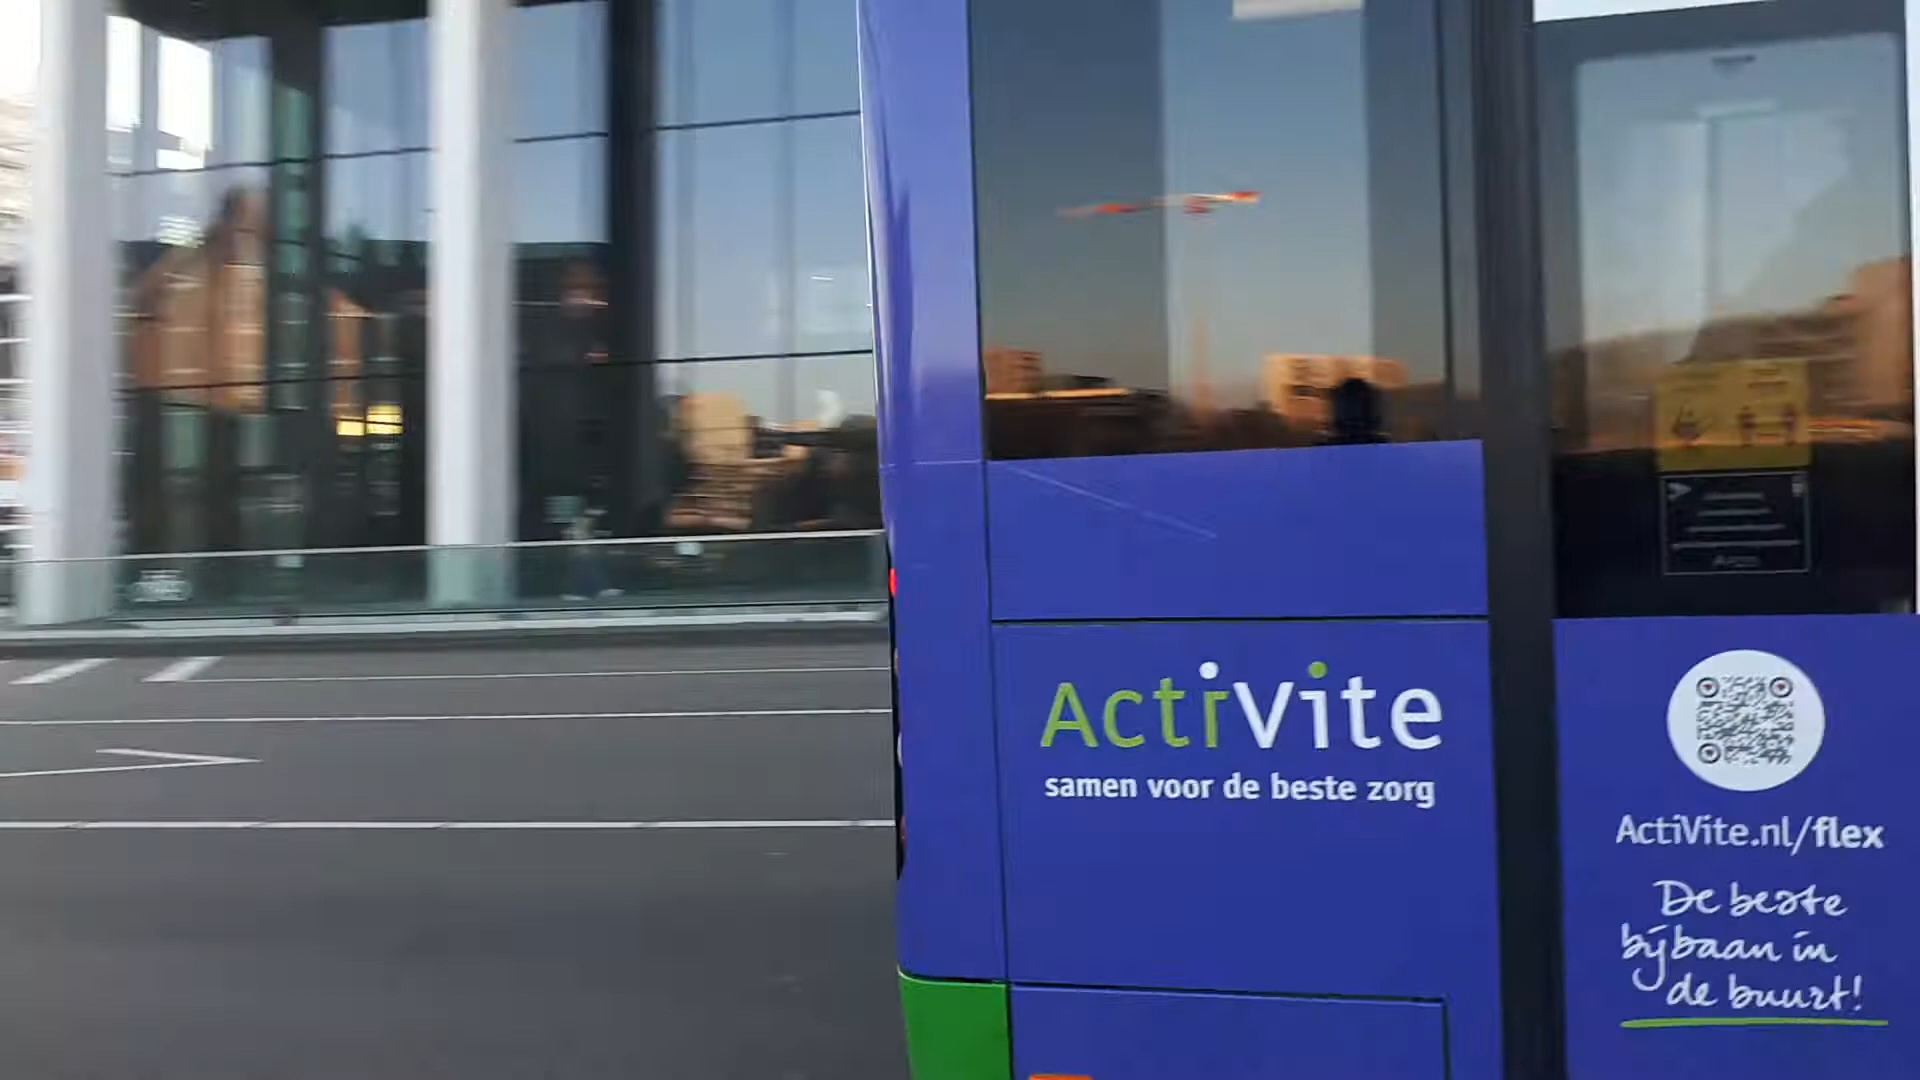 ActiVite
samen voor de beste zorg
ActiVite.nl/flex
De beste
bijbaan in
de buurt!